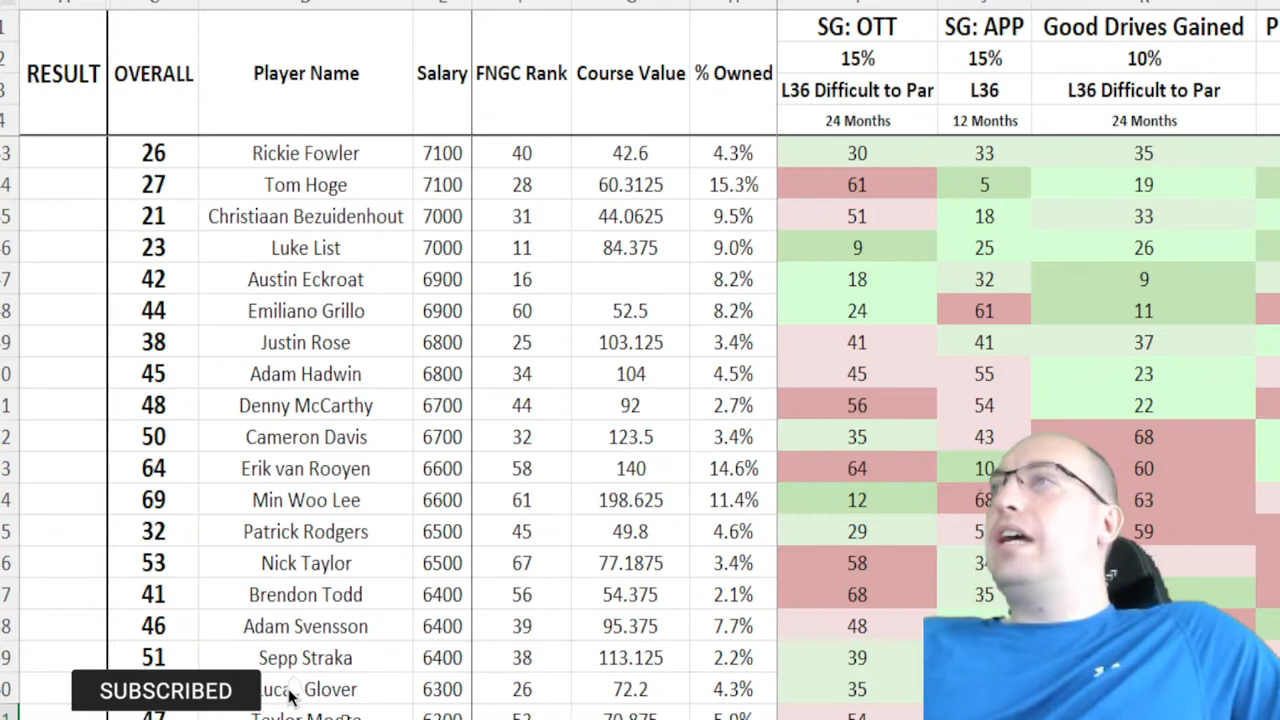 SG: OTT SG: APP Good Drives Gained P
15% 15% 10%
RESULT OVERALL Player Name Salary FNGC Rank Course Value % Owned
L36 Difficult to Par L36 L36 Difficult to Par
24 Months 12 Months 24 Months
26 Rickie Fowler 7100 40 42.6 4.3% 30 33 35
27 Tom Hoge 7100 28 60.3125 15.3% 61 5 19
21 Christiaan Bezuidenhout 7000 31 44.0625 9.5% 51 18 33
23 Luke List 7000 11 84.375 9.0% 9 25 26
42 Austin Eckroat 6900 16 8.2% 18 32 9
44 Emiliano Grillo 6900 60 52.5 8.2% 24 61 11
38 Justin Rose 6800 25 103.125 3.4% 41 41 37
45 Adam Hadwin 6800 34 104 4.5% 45 55 23
48 Denny McCarthy 6700 44 92 2.7% 56 54 22
50 Cameron Davis 6700 32 123.5 3.4% 35 43 68
64 Erik van Rooyen 6600 58 140 14.6% 64 10 60
69 Min Woo Lee 6600 61 198.625 11.4% 12 68 63
32 Patrick Rodgers 6500 45 49.8 4.6% 29 59
53 Nick Taylor 6500 67 77.1875 3.4% 58
41 Brendon Todd 6400 56 54.375 2.1% 68 35
46 Adam Svensson 6400 39 95.375 7.7% 48
51 Sepp Straka 6400 38 113.125 2.2% 39
SUBSCRIBED Glover 6300 26 72.2 4.3% 35